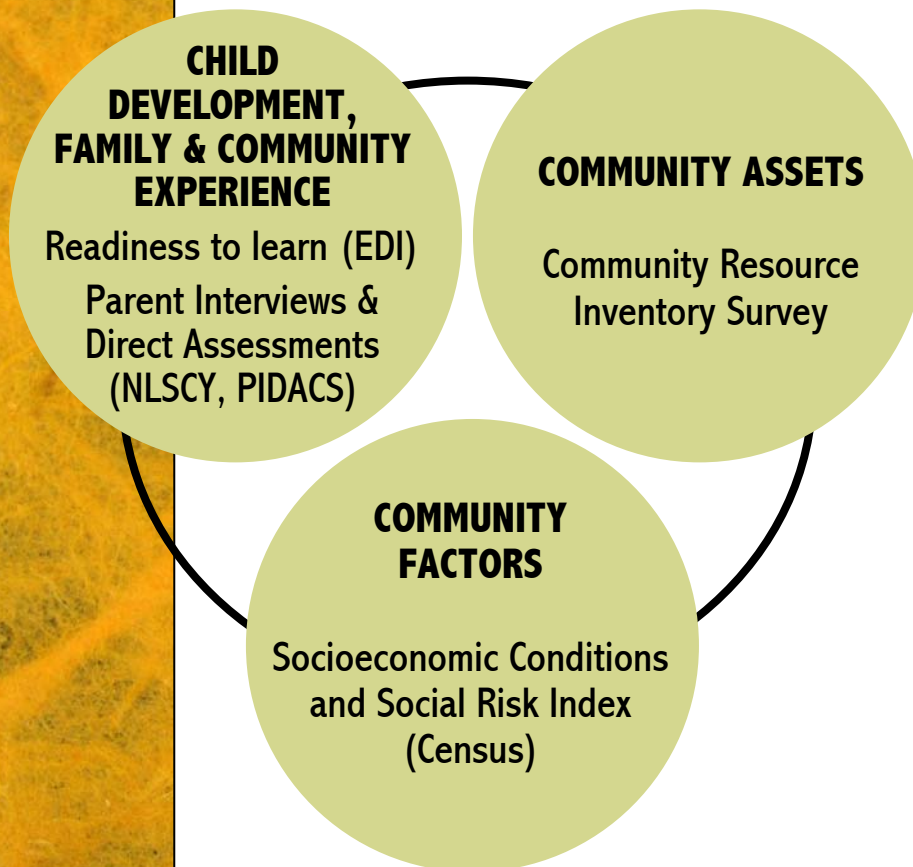 CHILD
DEVELOPMENT,
FAMILY & COMMUNITY
EXPERIENCE
Readiness to learn (EDI)
Parent Interviews &
Direct Assessments
(NLSCY, PIDACS)
COMMUNITY ASSETS
Community Resource
Inventory Survey
COMMUNITY
FACTORS
Socioeconomic Conditions
and Social Risk Index
(Census)